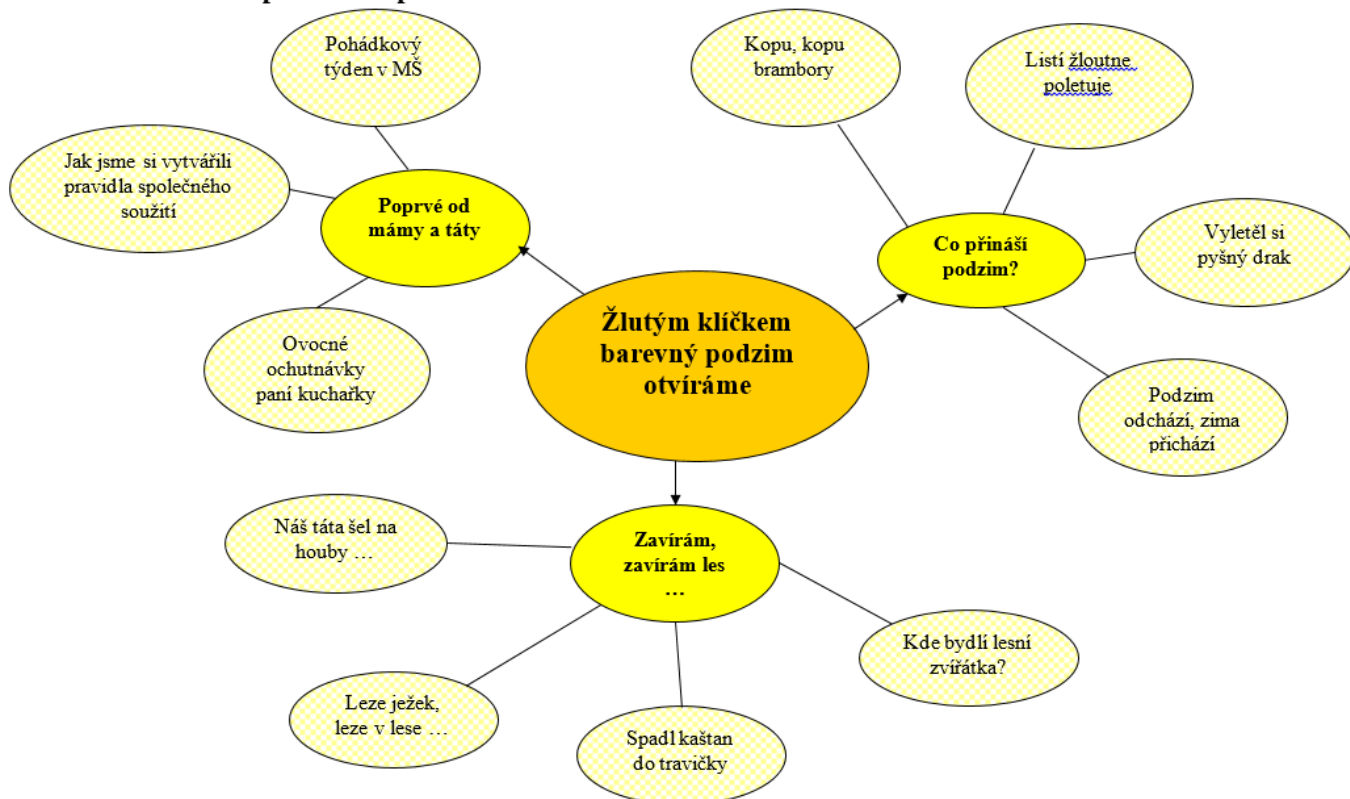 Pohádkový
týden v MŠ
Kopu, kopu
brambory
Listí žloutne
poletuje
Jak jsme si vytvářili
pravidla společného
soužití
Poprvé od
mámy a táty
Co přináší
podzim?
Vyletěl si
pyšný drak
Ovocné
ochutnávky
paní kuchařky
Žlutým klíčkem
barevný podzim
otvíráme
Podzim
odchází, zima
přichází
Náš táta šel na
houby …
Zavírám,
zavírám les
…
Kde bydlí lesní
zvířátka?
Leze ježek,
leze v lese …
Spadl kaštan
do travičky